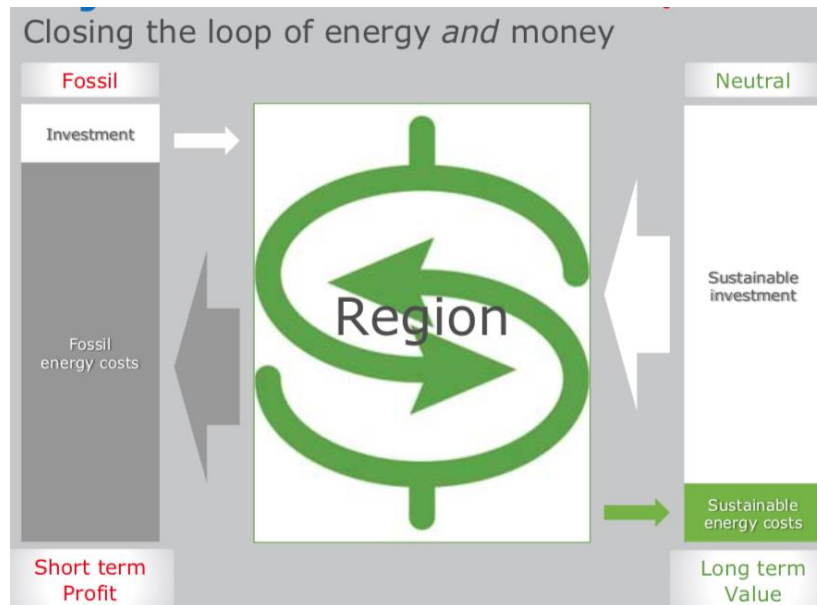 Closing the loop of energy and money
Fossil
Neutral
Investment
Fossil
energy costs
Region
Sustainable
investment
Sustainable
energy costs
Short term
Profit
Long term
Value